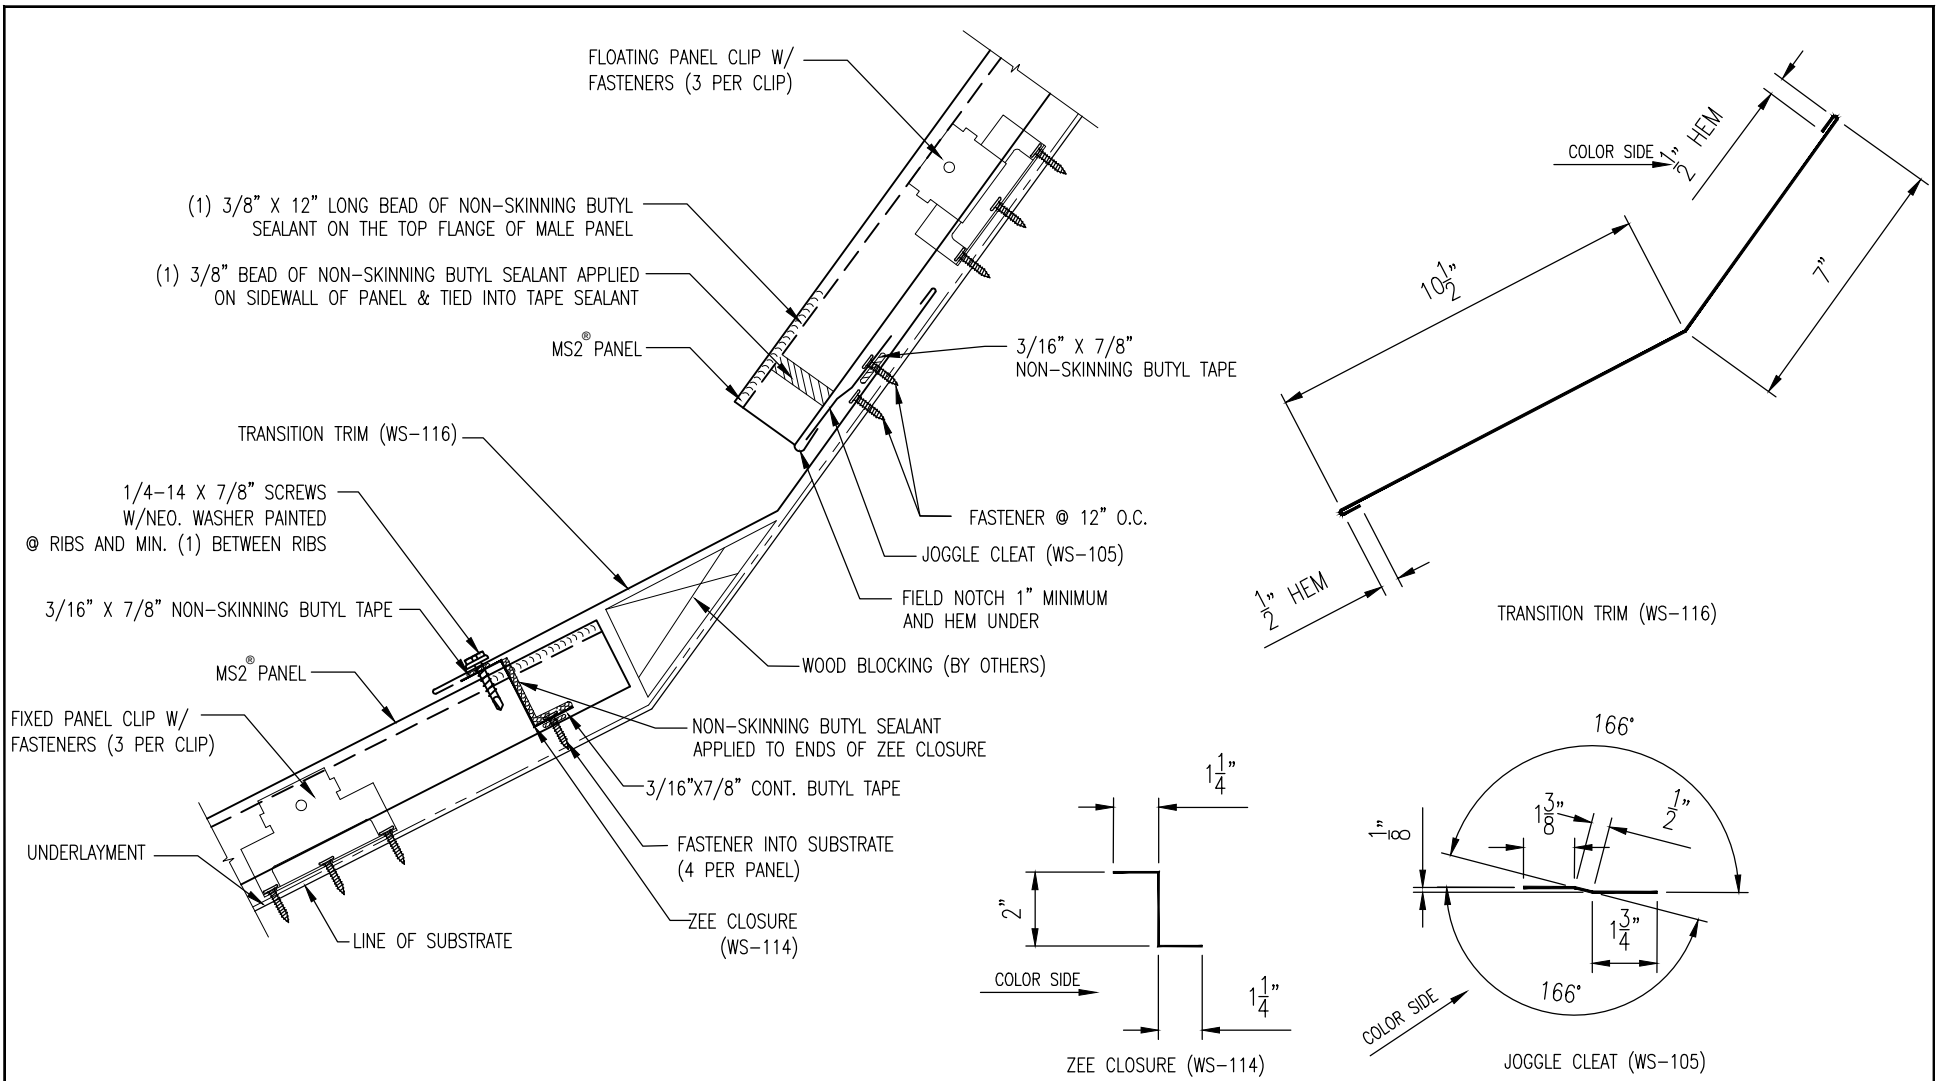 FLOATING PANEL CLIP W/
FASTENERS (3 PER CLIP)
(1) 3/8" X 12" LONG BEAD OF NON-SKINNING BUTYL
SEALANT ON THE TOP FLANGE OF MALE PANEL
(1) 3/8" BEAD OF NON-SKINNING BUTYL SEALANT APPLIED
ON SIDEWALL OF PANEL & TIED INTO TAPE SEALANT
MS2® PANEL
3/16" X 7/8"
NON-SKINNING BUTYL TAPE
TRANSITION TRIM (WS-116)
1/4-14 X 7/8" SCREWS
W/NEO. WASHER PAINTED
@ RIBS AND MIN. (1) BETWEEN RIBS
FASTENER @ 12" O.C.
JOGGLE CLEAT (WS-105)
3/16" X 7/8" NON-SKINNING BUTYL TAPE
FIELD NOTCH 1" MINIMUM
AND HEM UNDER
MS2® PANEL
WOOD BLOCKING (BY OTHERS)
FIXED PANEL CLIP W/
FASTENERS (3 PER CLIP)
NON-SKINNING BUTYL SEALANT
APPLIED TO ENDS OF ZEE CLOSURE
3/16"X7/8" CONT. BUTYL TAPE
UNDERLAYMENT
FASTENER INTO SUBSTRATE
(4 PER PANEL)
LINE OF SUBSTRATE
ZEE CLOSURE
(WS-114)
COLOR SIDE
1/2" HEM
10 1/2"
7"
1/2" HEM
TRANSITION TRIM (WS-116)
1 1/4"
2"
COLOR SIDE
1 1/4"
ZEE CLOSURE (WS-114)
166°
1 3/8"
1/2"
1/8"
1 3/4"
166°
COLOR SIDE
JOGGLE CLEAT (WS-105)